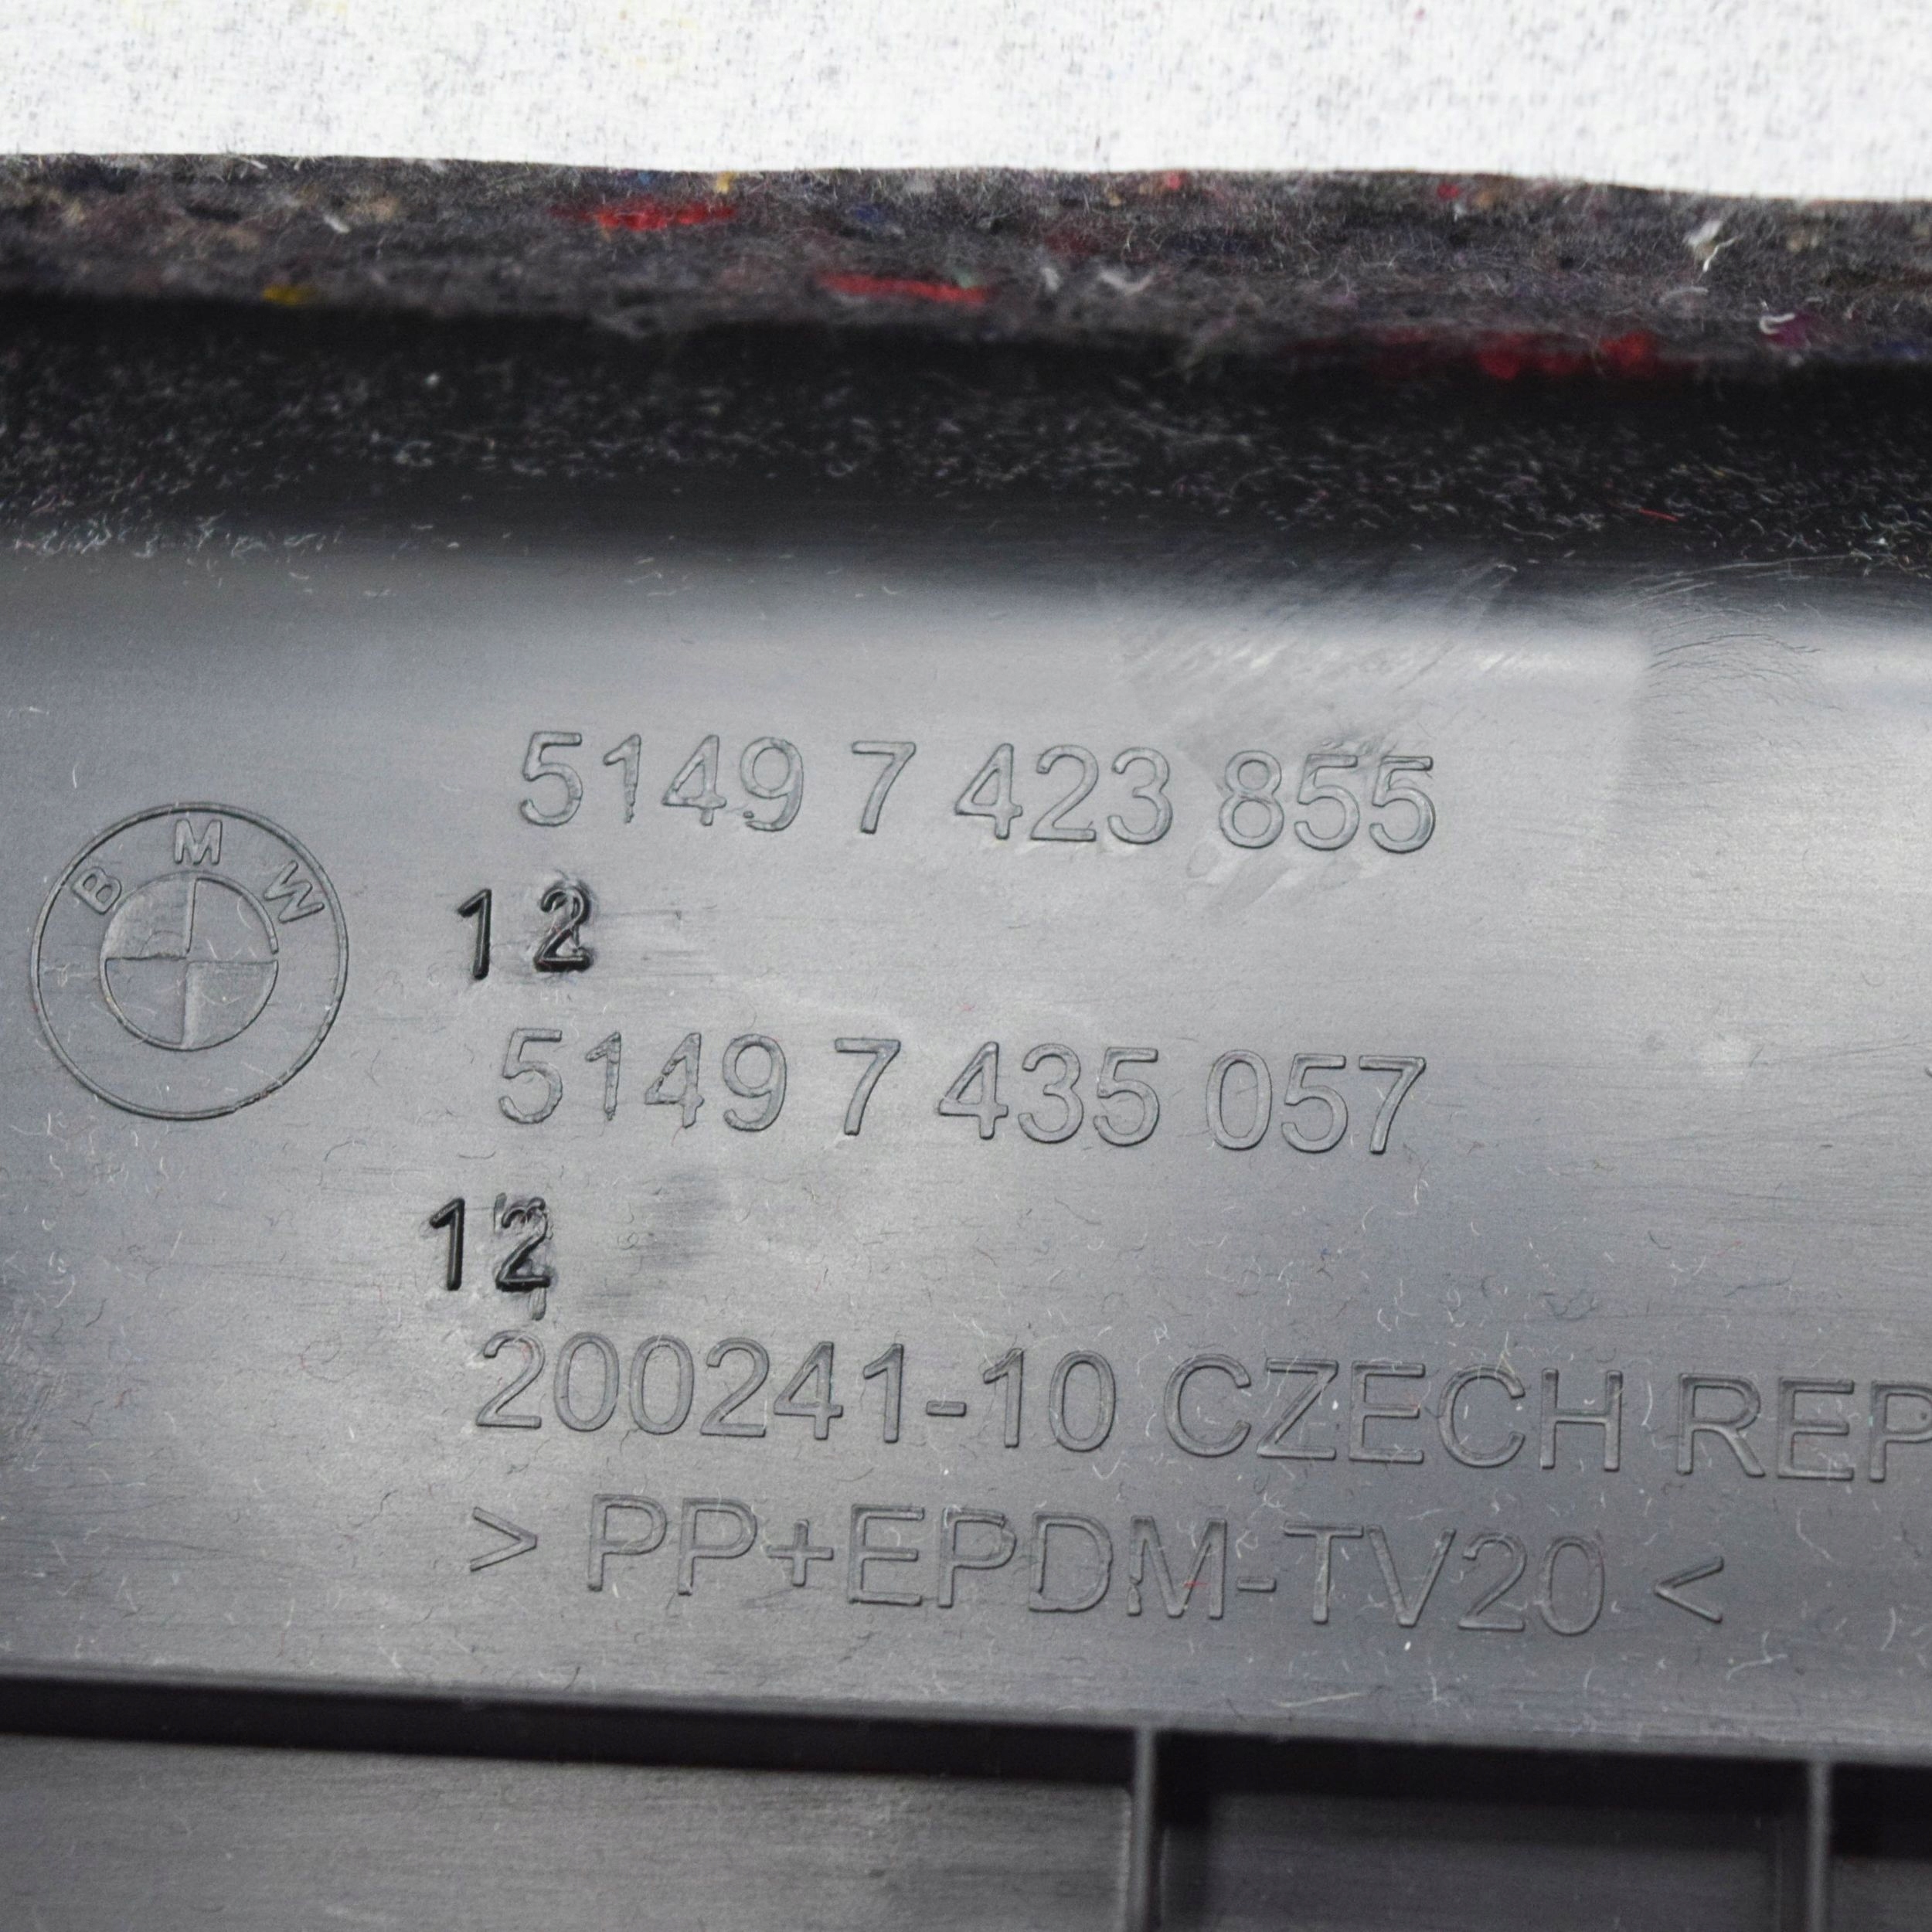 BMW
5149 7 423 855
12
5149 7 435 057
12
200241-10 CZECH REP
> PP+EPDM-TV20 <